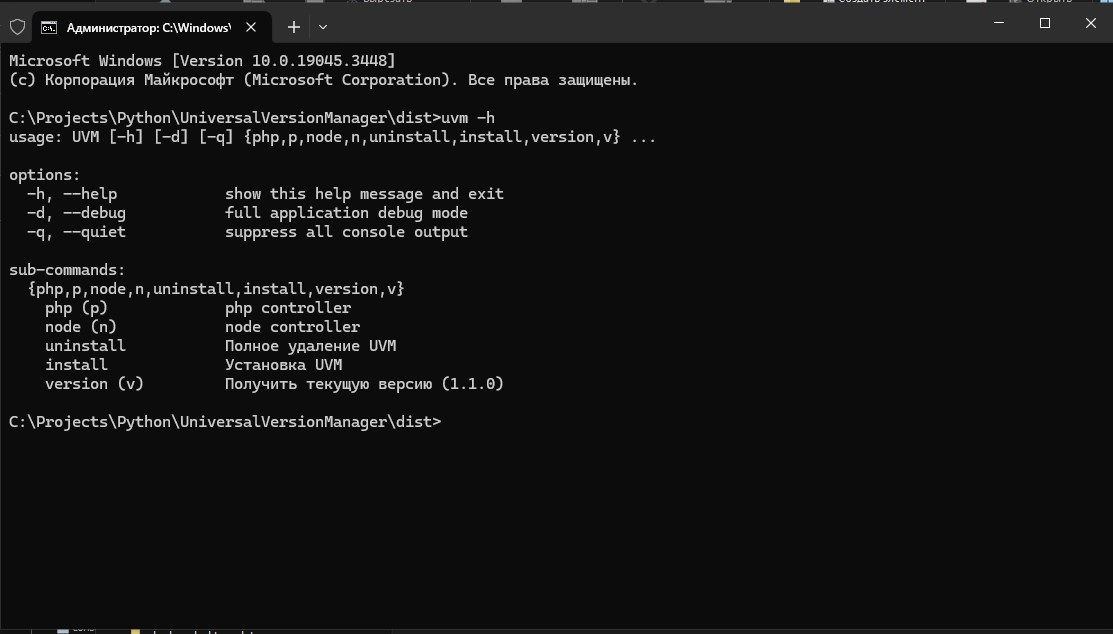 Создать элемент
Администратор: C:\Windows\
Microsoft Windows [Version 10.0.19045.3448]
(c) Корпорация Майкрософт (Microsoft Corporation). Все права защищены.
C:\Projects\Python\UniversalVersionManager\dist>uvm -h
usage: UVM [-h] [-d] [-q] {php,p,node,n,uninstall,install,version,v} ...
options:
-h, --help show this help message and exit
-d, --debug full application debug mode
-q, --quiet suppress all console output
sub-commands:
{php,p,node,n,uninstall,install,version,v}
php (p) php controller
node (n) node controller
uninstall Полное удаление UVM
install Установка UVM
version (v) Получить текущую версию (1.1.0)
C:\Projects\Python\UniversalVersionManager\dist>